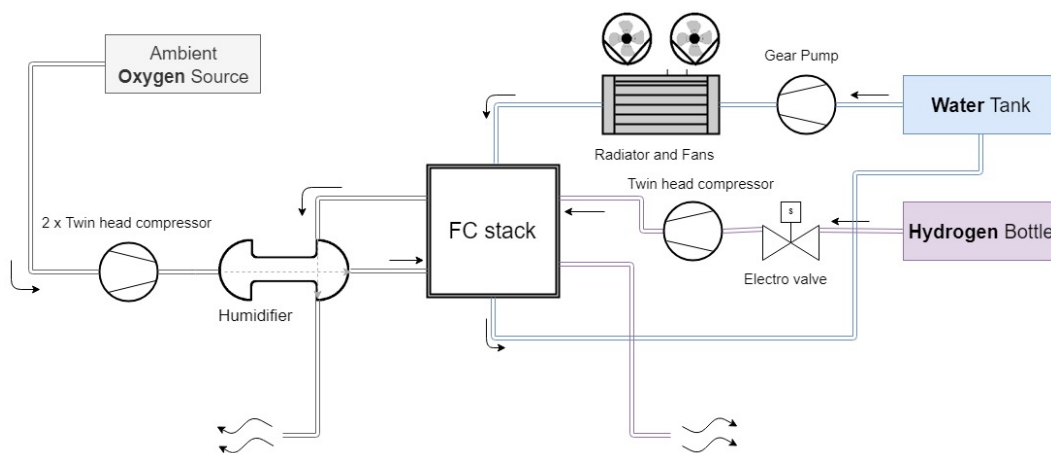 Ambient
Oxygen Source
Gear Pump
Water Tank
Radiator and Fans
Twin head compressor
2 x Twin head compressor
FC stack
S
Hydrogen Bottle
Electro valve
Humidifier